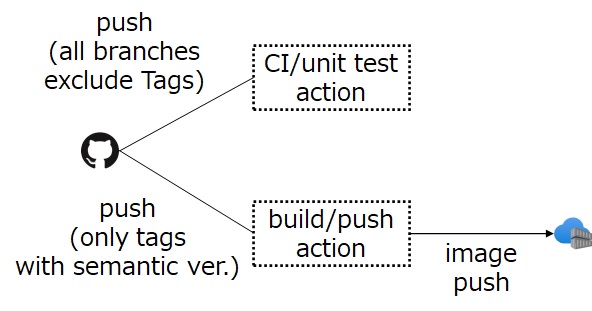 push
(all branches
exclude Tags)
CI/unit test
action
push
(only tags
with semantic ver.)
build/push
action
image
push